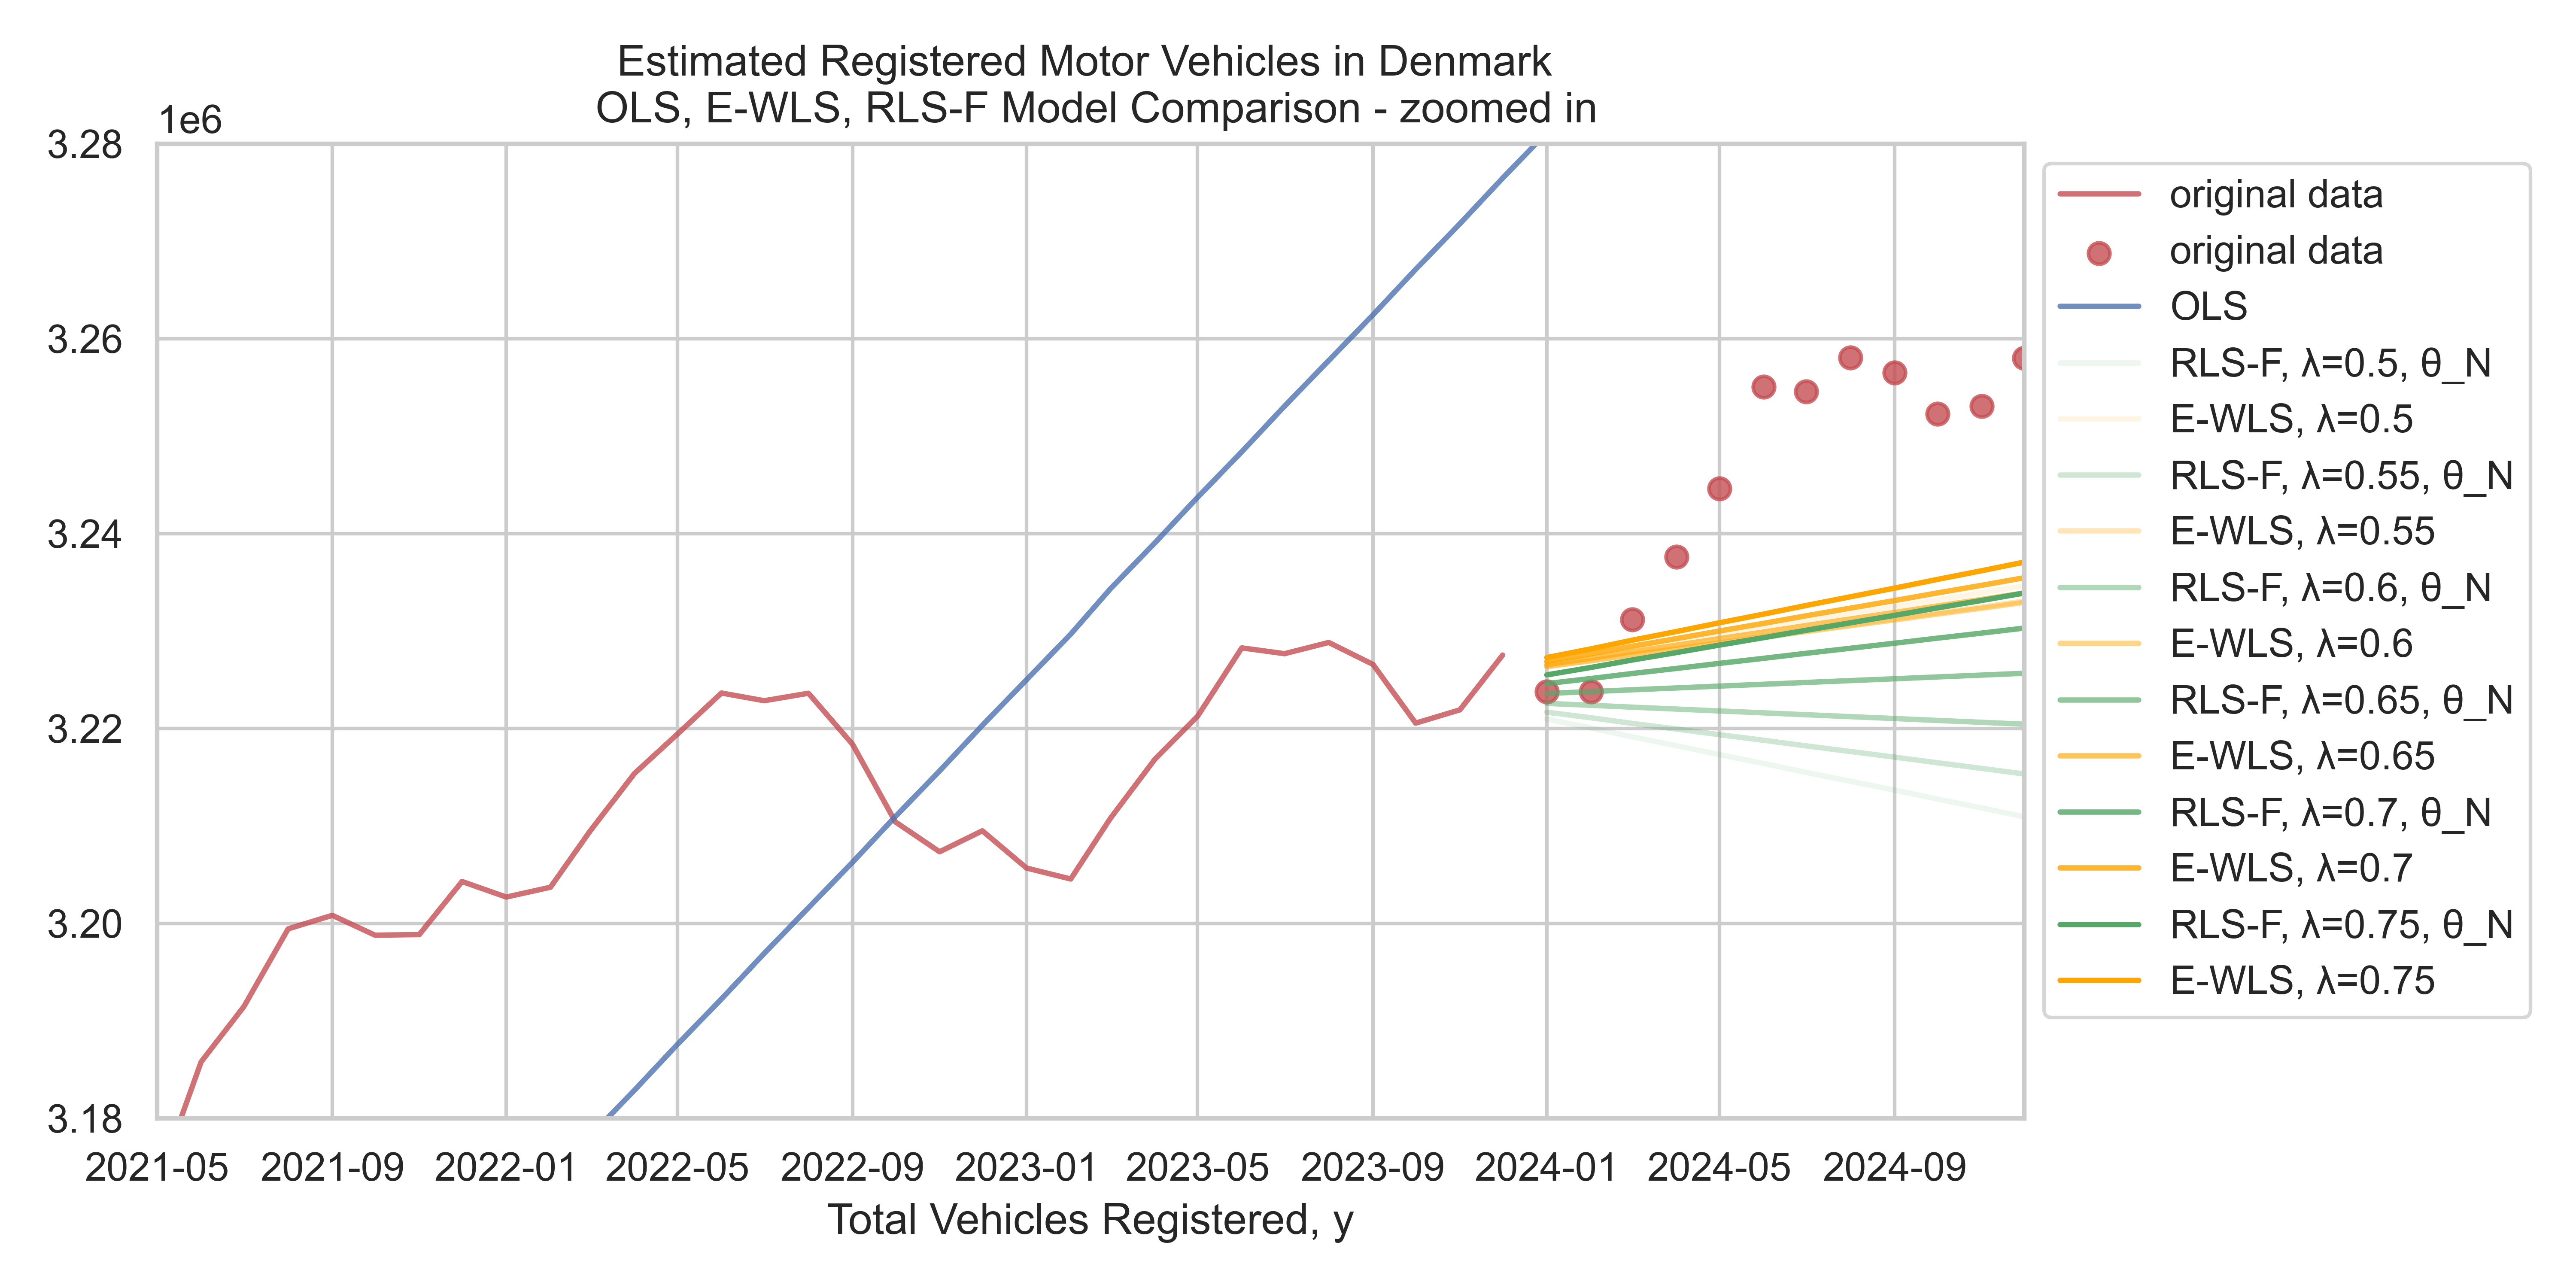 Estimated Registered Motor Vehicles in Denmark
OLS, E-WLS, RLS-F Model Comparison - zoomed in
1e6
3.28
3.26
3.24
3.22
3.20
3.18
2021-05 2021-09 2022-01 2022-05 2022-09 2023-01 2023-05 2023-09 2024-01 2024-05 2024-09
Total Vehicles Registered, y
original data
original data
OLS
RLS-F, λ=0.5, θ_N
E-WLS, λ=0.5
RLS-F, λ=0.55, θ_N
E-WLS, λ=0.55
RLS-F, λ=0.6, θ_N
E-WLS, λ=0.6
RLS-F, λ=0.65, θ_N
E-WLS, λ=0.65
RLS-F, λ=0.7, θ_N
E-WLS, λ=0.7
RLS-F, λ=0.75, θ_N
E-WLS, λ=0.75